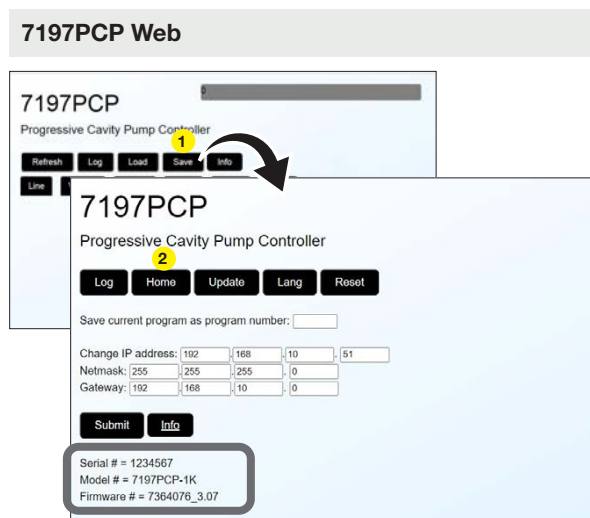 7197PCP Web
0
7197PCP
Progressive Cavity Pump Controller
1
Refresh Log Load Save Info
Line
7197PCP
Progressive Cavity Pump Controller
2
Log Home Update Lang Reset
Save current program as program number:
Change IP address: 192 . 168 . 10 . 51
Netmask: 255 . 255 . 255 . 0
Gateway: 192 . 168 . 10 . 0
Submit Info
Serial # = 1234567
Model # = 7197PCP-1K
Firmware # = 7364076_3.07